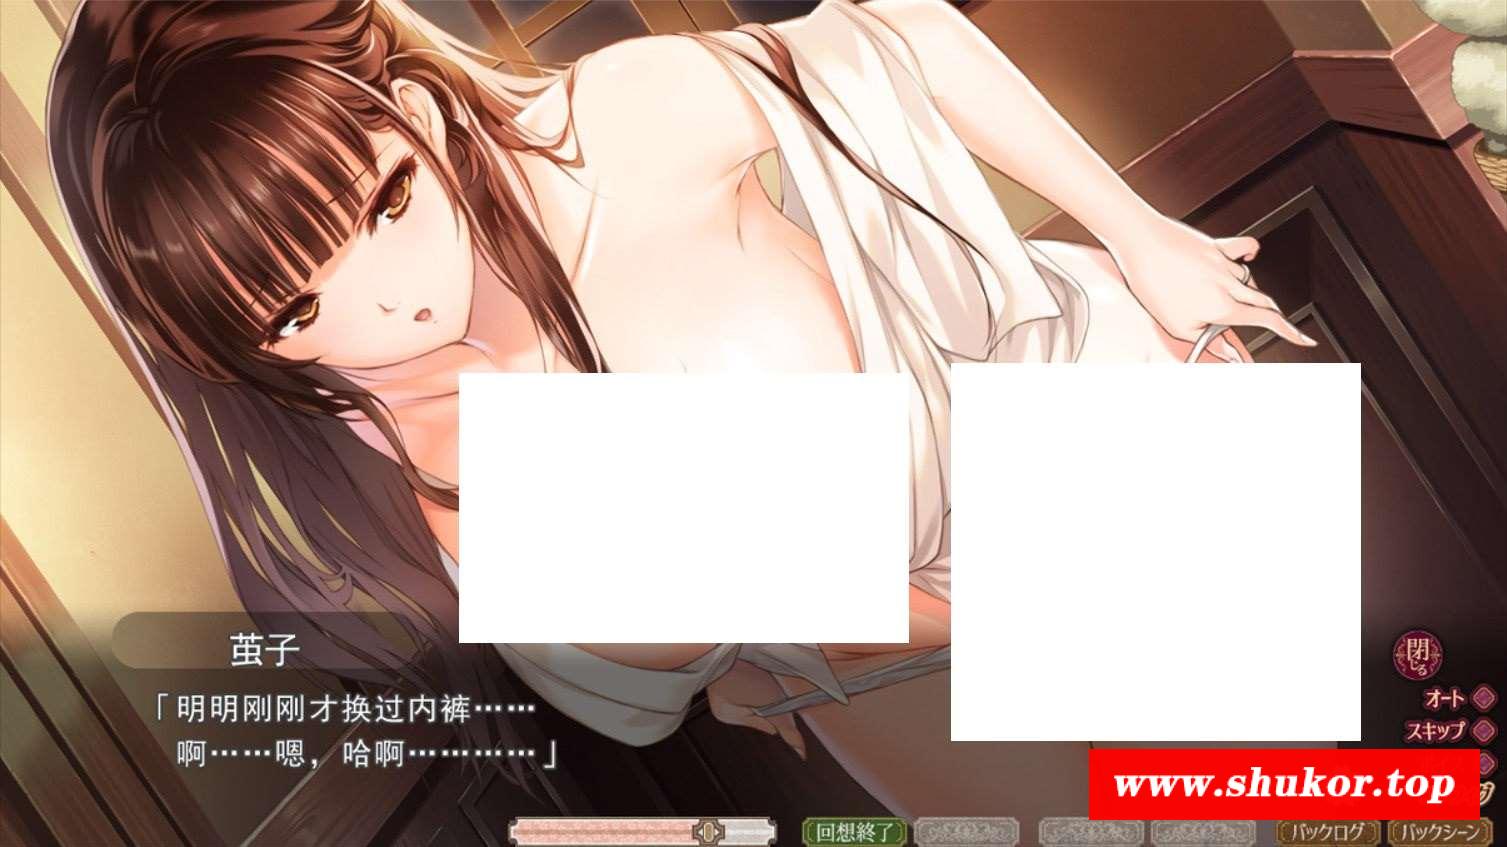 茧子
「明明刚刚才换过内裤……
啊……嗯，哈啊…………」
閉じる
オート
スキップ
www.shukor.top
回想終了
バックログ
バックシーン